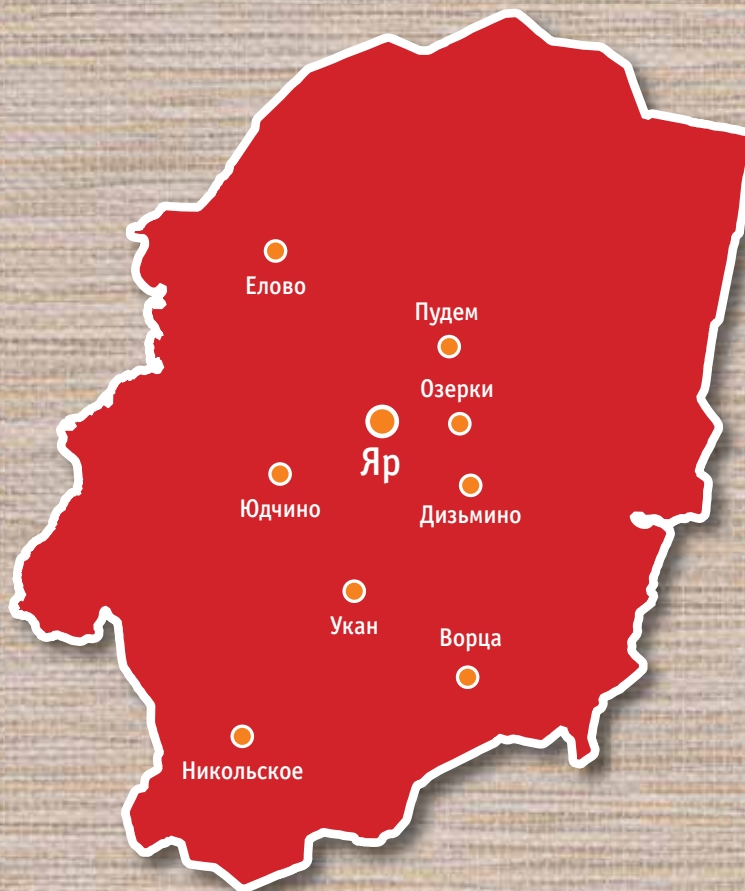 Елово
Пудем
Озерки
Яр
Юдчино
Дизьмино
Укан
Ворца
Никольское